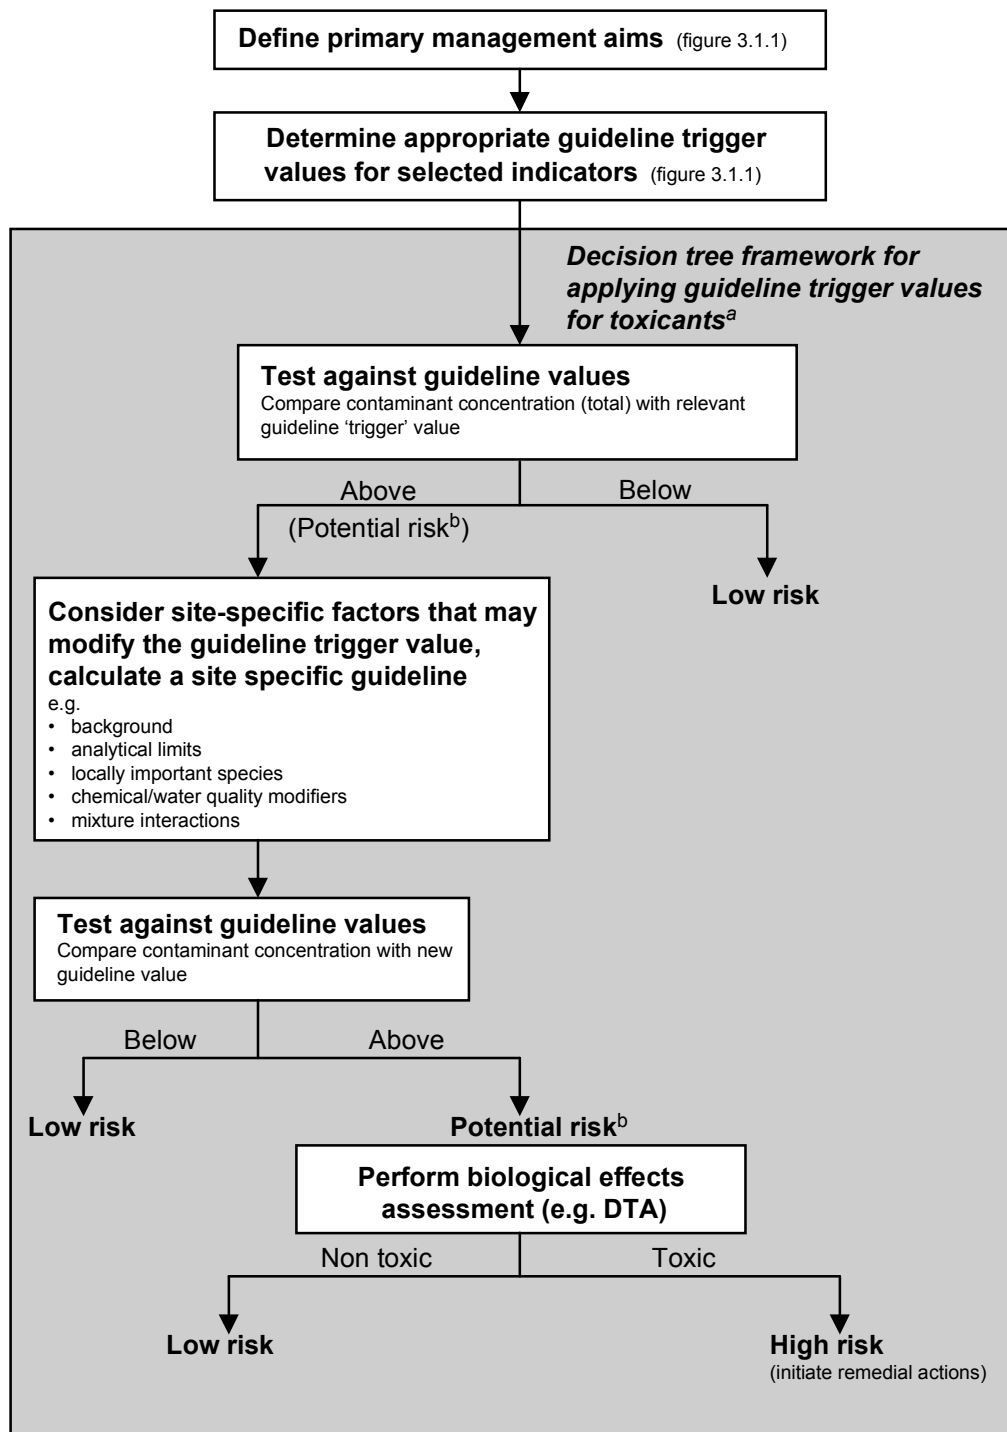 Define primary management aims (figure 3.1.1)
Determine appropriate guideline trigger
values for selected indicators (figure 3.1.1)
Decision tree framework for
applying guideline trigger values
for toxicantsᵃ
Test against guideline values
Compare contaminant concentration (total) with relevant
guideline ‘trigger’ value
Above
Below
(Potential riskᵇ)
Low risk
Consider site-specific factors that may
modify the guideline trigger value,
calculate a site specific guideline
e.g.
• background
• analytical limits
• locally important species
• chemical/water quality modifiers
• mixture interactions
Test against guideline values
Compare contaminant concentration with new
guideline value
Below
Above
Low risk
Potential riskᵇ
Perform biological effects
assessment (e.g. DTA)
Non toxic
Toxic
Low risk
High risk
(initiate remedial actions)